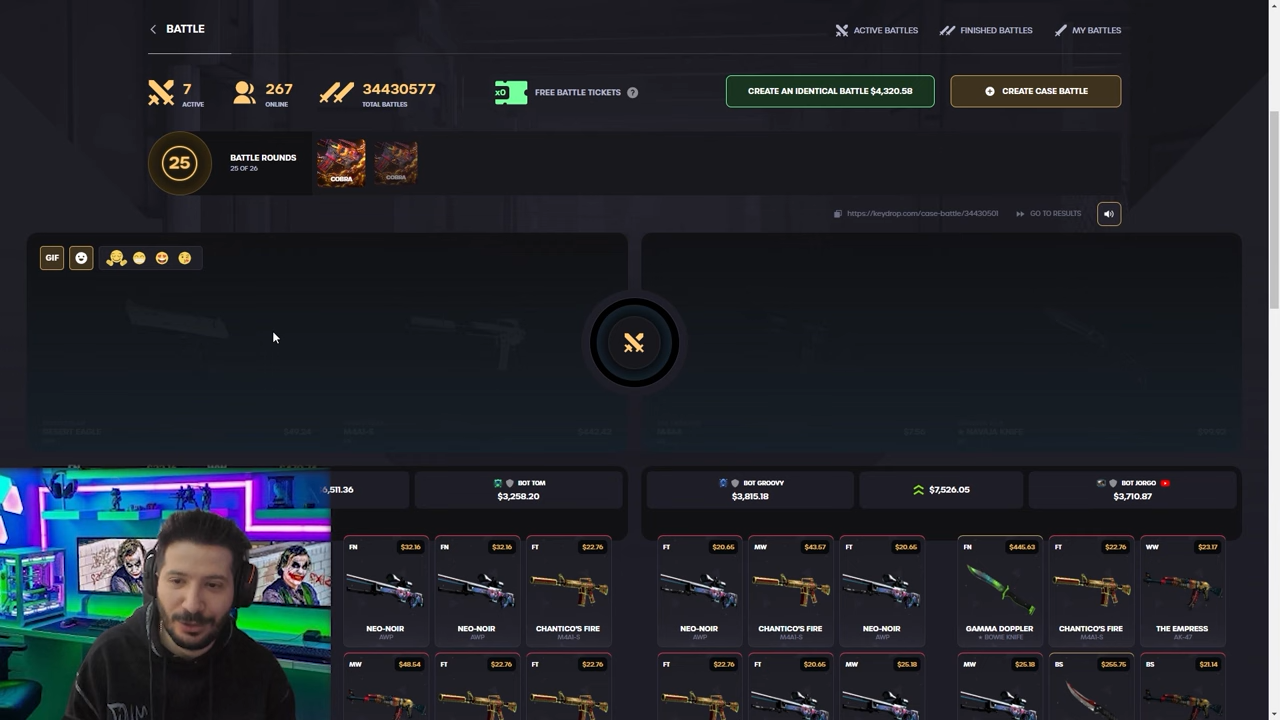 BATTLE
ACTIVE BATTLES
FINISHED BATTLES
MY BATTLES
7
ACTIVE
267
ONLINE
34430577
TOTAL BATTLES
x0
FREE BATTLE TICKETS ?
CREATE AN IDENTICAL BATTLE $4,320.58
CREATE CASE BATTLE
25
BATTLE ROUNDS
25 OF 26
COBRA
COBRA
https://keydrop.com/case-battle/34430501
GO TO RESULTS
GIF
BOT TOM
$3,258.20
BOT GROOVY
$3,815.18
$7,526.05
BOT JORGO
$3,710.87
FN $32.16
NEO-NOIR
AWP
FN $32.16
NEO-NOIR
AWP
FT $22.76
CHANTICO'S FIRE
M4A1-S
FT $20.65
NEO-NOIR
AWP
MW $43.57
CHANTICO'S FIRE
M4A1-S
FT $20.65
NEO-NOIR
AWP
FN $445.63
GAMMA DOPPLER
★ BOWIE KNIFE
FT $22.76
CHANTICO'S FIRE
M4A1-S
WW $23.17
THE EMPRESS
AK-47
MW $48.54
FT $22.76
FT $22.76
FT $22.76
FT $20.65
MW $25.18
MW $25.18
BS $255.75
BS $21.14